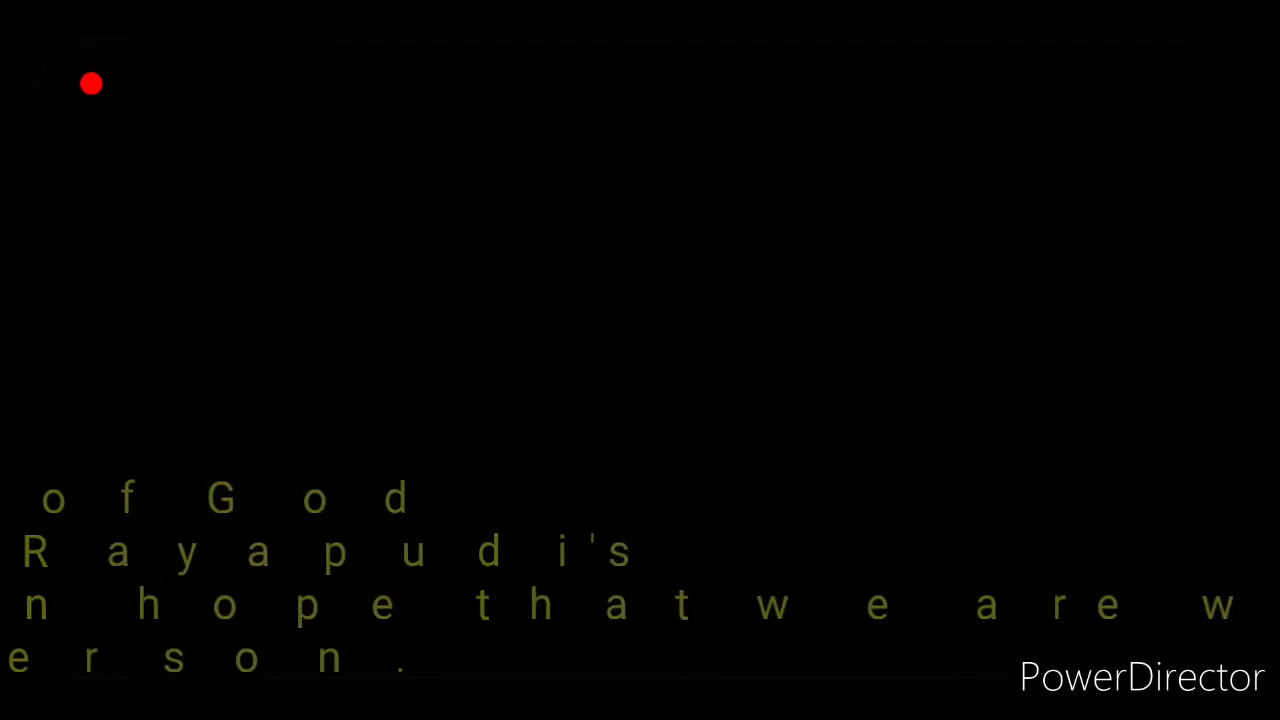 of God
Rayapudi's
n hope that we are w
erson.
PowerDirector